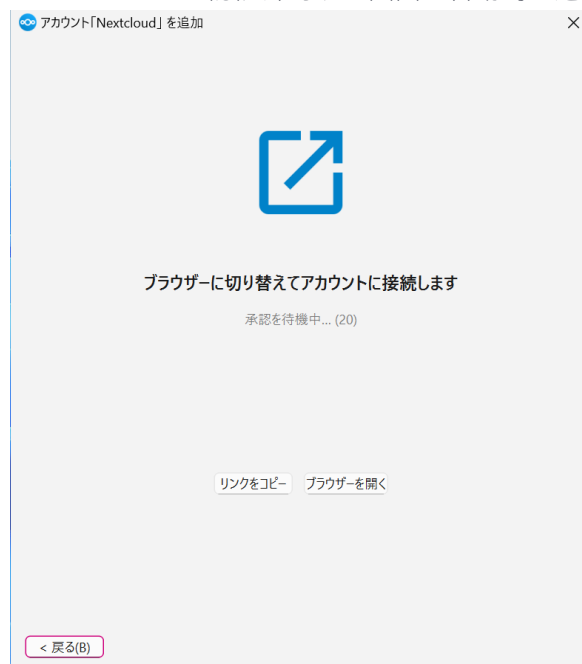 アカウント「Nextcloud」を追加
ブラウザーに切り替えてアカウントに接続します
承認を待機中... (20)
リンクをコピー
ブラウザーを開く
< 戻る(B)